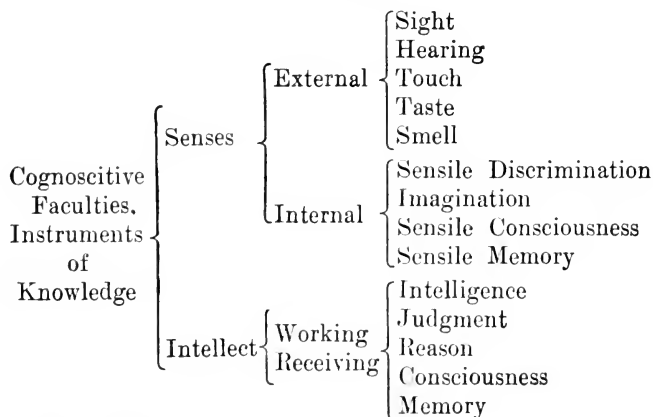 Cognoscitive
Faculties.
Instruments
of
Knowledge
Senses
External
Sight
Hearing
Touch
Taste
Smell
Internal
Sensile Discrimination
Imagination
Sensile Consciousness
Sensile Memory
Intellect
Working
Receiving
Intelligence
Judgment
Reason
Consciousness
Memory